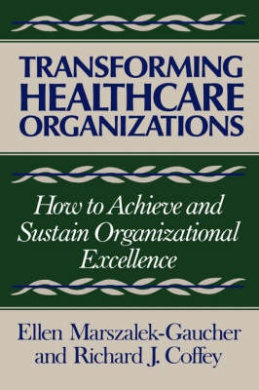 TRANSFORMING
HEALTHCARE
ORGANIZATIONS
How to Achieve and
Sustain Organizational
Excellence
Ellen Marszalek-Gaucher
and Richard J. Coffey